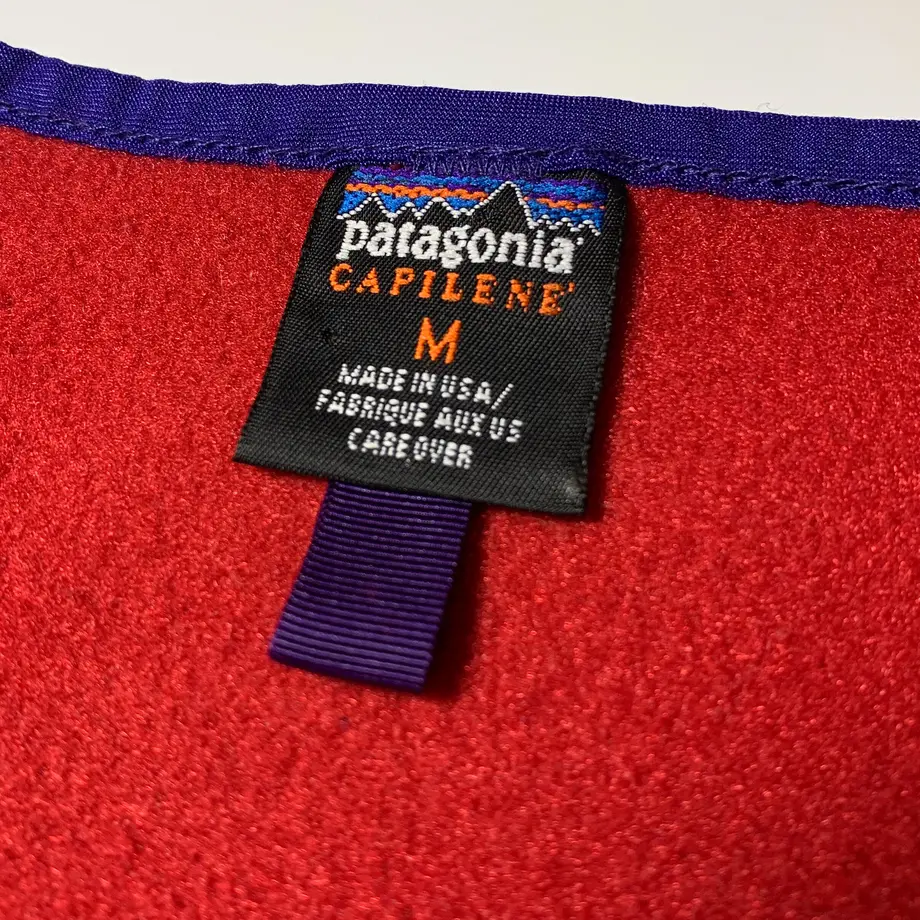 patagonia®
CAPILENE®
M
MADE IN USA/
FABRIQUE AUX US
CARE OVER